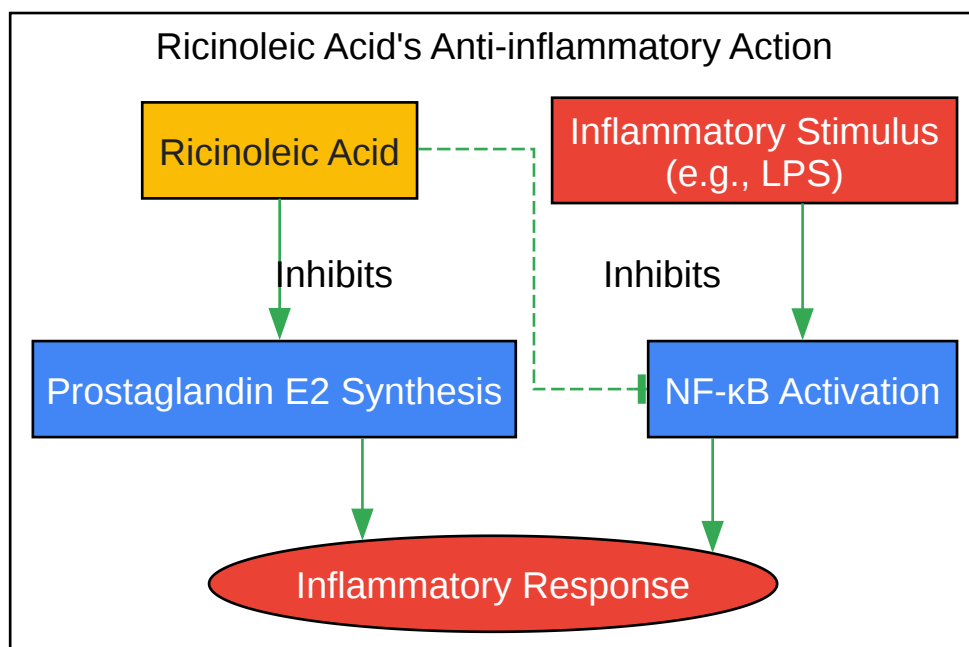 Ricinoleic Acid's Anti-inflammatory Action
Ricinoleic Acid
Inflammatory Stimulus
(e.g., LPS)
Inhibits
Inhibits
Prostaglandin E2 Synthesis
NF-κB Activation
Inflammatory Response